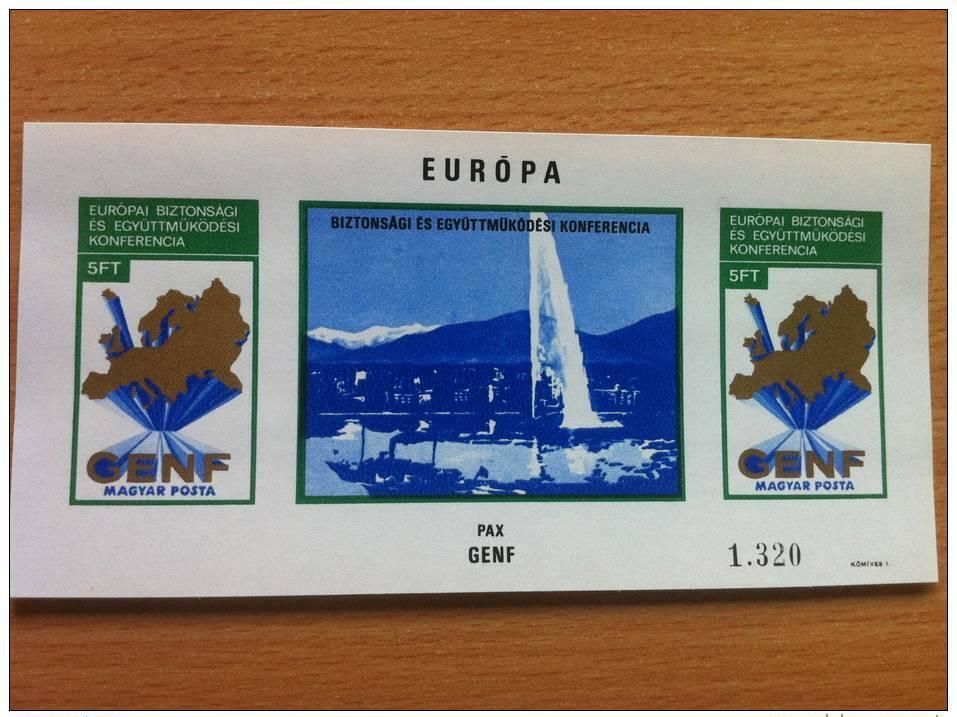 EURÓPA
EURÓPAI BIZTONSÁGI
ÉS EGYÜTTMŰKÖDÉSI
KONFERENCIA
5FT
GENF
MAGYAR POSTA
BIZTONSÁGI ÉS EGYÜTTMŰKÖDÉSI KONFERENCIA
EURÓPAI BIZTONSÁGI
ÉS EGYÜTTMŰKÖDÉSI
KONFERENCIA
5FT
GENF
MAGYAR POSTA
PAX
GENF
1.320
KÖMIVES I.